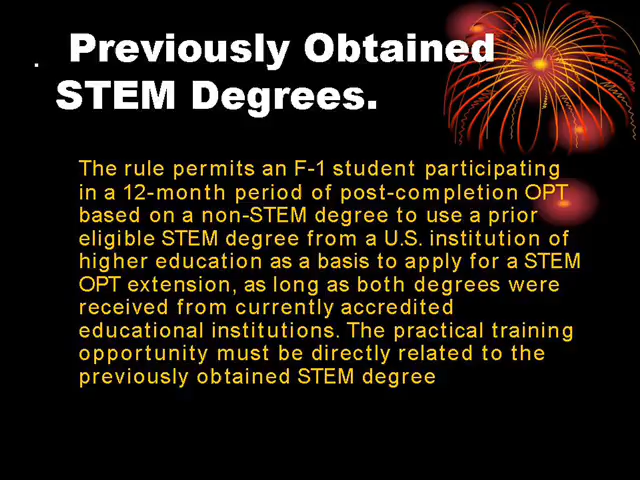 . Previously Obtained
STEM Degrees.
The rule permits an F-1 student participating
in a 12-month period of post-completion OPT
based on a non-STEM degree to use a prior
eligible STEM degree from a U.S. institution of
higher education as a basis to apply for a STEM
OPT extension, as long as both degrees were
received from currently accredited
educational institutions. The practical training
opportunity must be directly related to the
previously obtained STEM degree